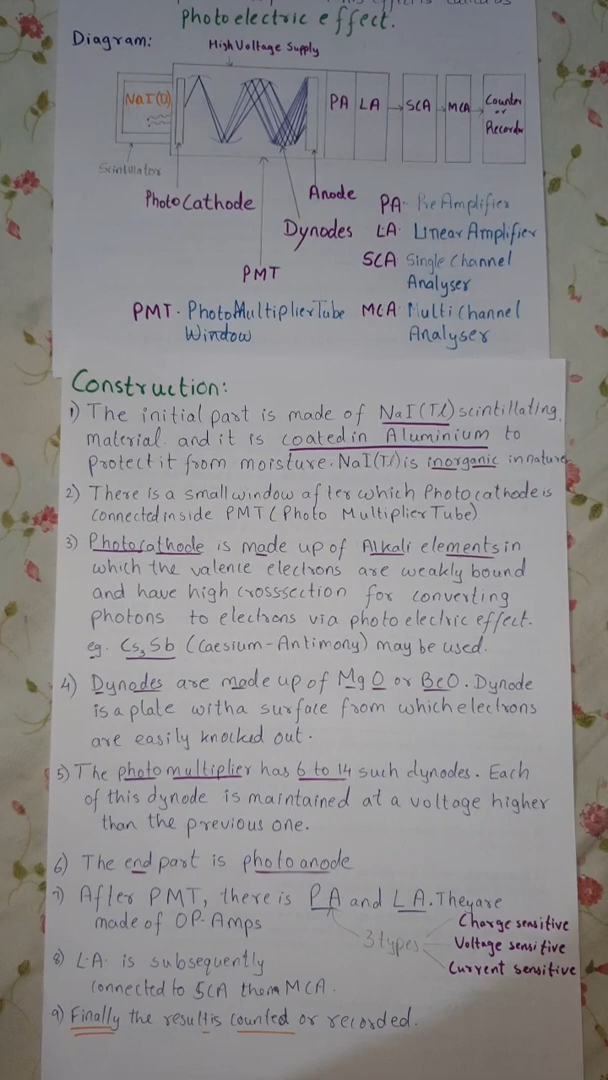 Photoelectric effect.
Diagram:
High Voltage Supply
NaI(Tl)
PA LA SCA MCA Counter
or
Recorder
Scintillator
Photo Cathode
Anode
Dynodes
PMT
PMT - PhotoMultiplierTube
Window
PA- Pre Amplifier
LA- Linear Amplifier
SCA Single Channel
Analyser
MCA- Multi Channel
Analyser
Construction:
1) The initial part is made of NaI(Tl) scintillating
material and it is coated in Aluminium to
protect it from moisture. NaI(Tl) is inorganic in nature
2) There is a small window after which Photocathode is
connected inside PMT (Photo Multiplier Tube)
3) Photocathode is made up of Alkali elements in
which the valence electrons are weakly bound
and have high crosssection for converting
photons to electrons via photo electric effect.
eg. Cs₃Sb (Caesium-Antimony) may be used.
4) Dynodes are made up of MgO or BeO. Dynode
is a plate with a surface from which electrons
are easily knocked out.
5) The photomultiplier has 6 to 14 such dynodes. Each
of this dynode is maintained at a voltage higher
than the previous one.
6) The end part is photoanode
7) After PMT, there is PA and LA. They are
made of OP-Amps
3 types
Charge sensitive
Voltage sensitive
Current sensitive
8) L.A. is subsequently
connected to SCA then MCA.
9) Finally the result is counted or recorded.